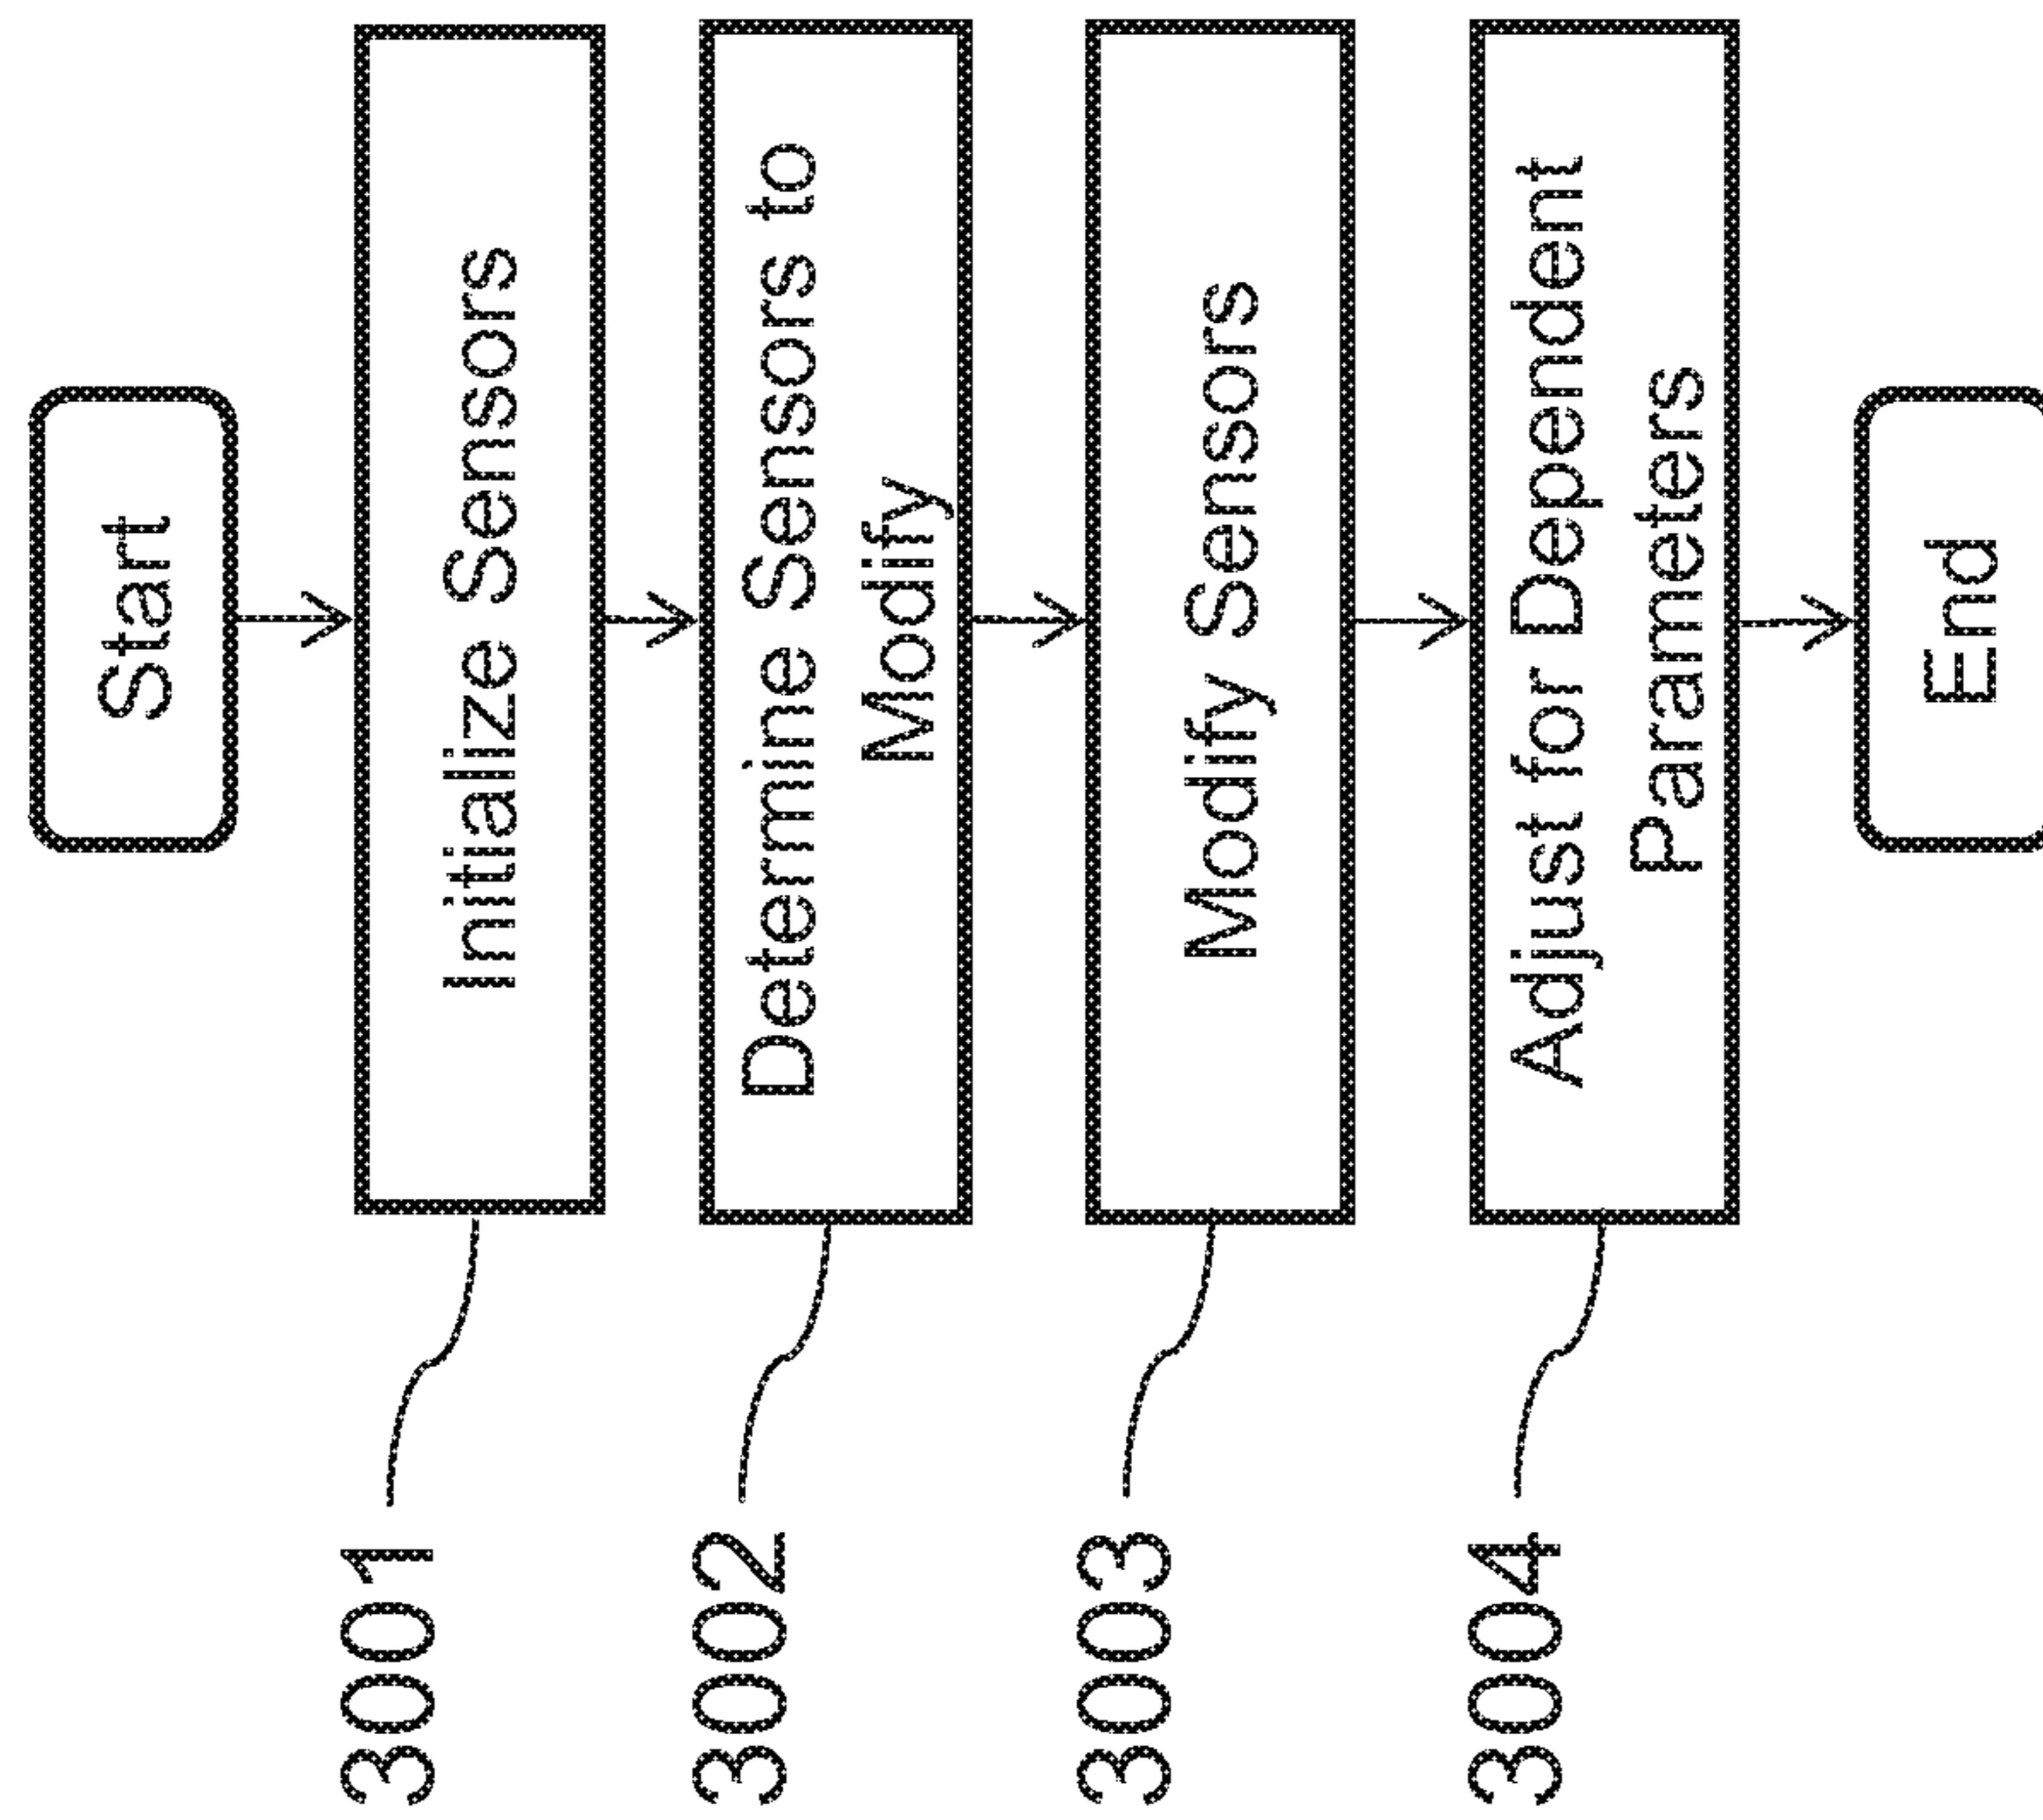 Start
3001
Initialize Sensors
3002
Determine Sensors to
Modify
3003
Modify Sensors
3004
Adjust for Dependent
Parameters
End